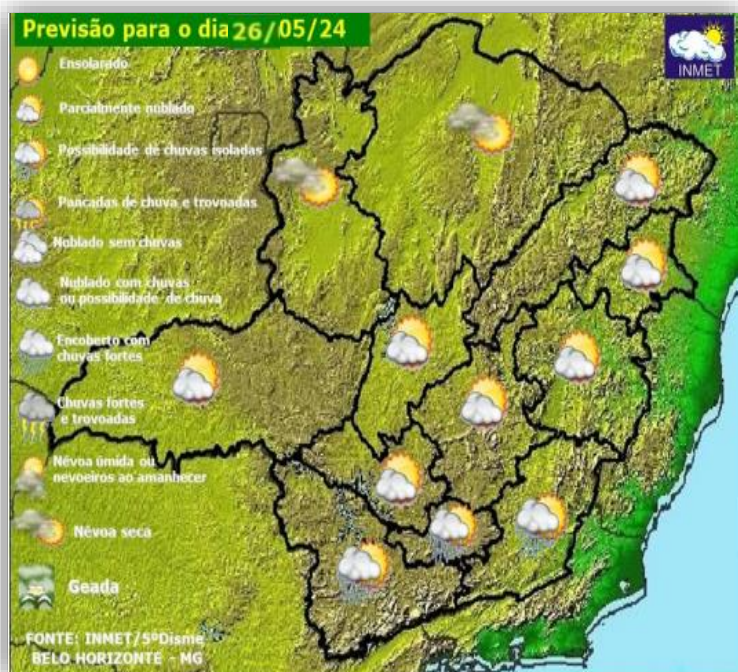 Previsão para o dia 26/05/24
INMET
Ensolarado
Parcialmente nublado
Possibilidade de chuvas isoladas
Pancadas de chuva e trovoadas
Noblado sem chuvas
Nublado com chuvas
ou possibilidade de chuva
Encoberto com
chuvas fortes
Chuvas fortes
e trovoadas
Névoa úmida ou
nevoeiros ao amanhecer
Névoa seca
Geada
FONTE: INMET/5ºDisme
BELO HORIZONTE - MG